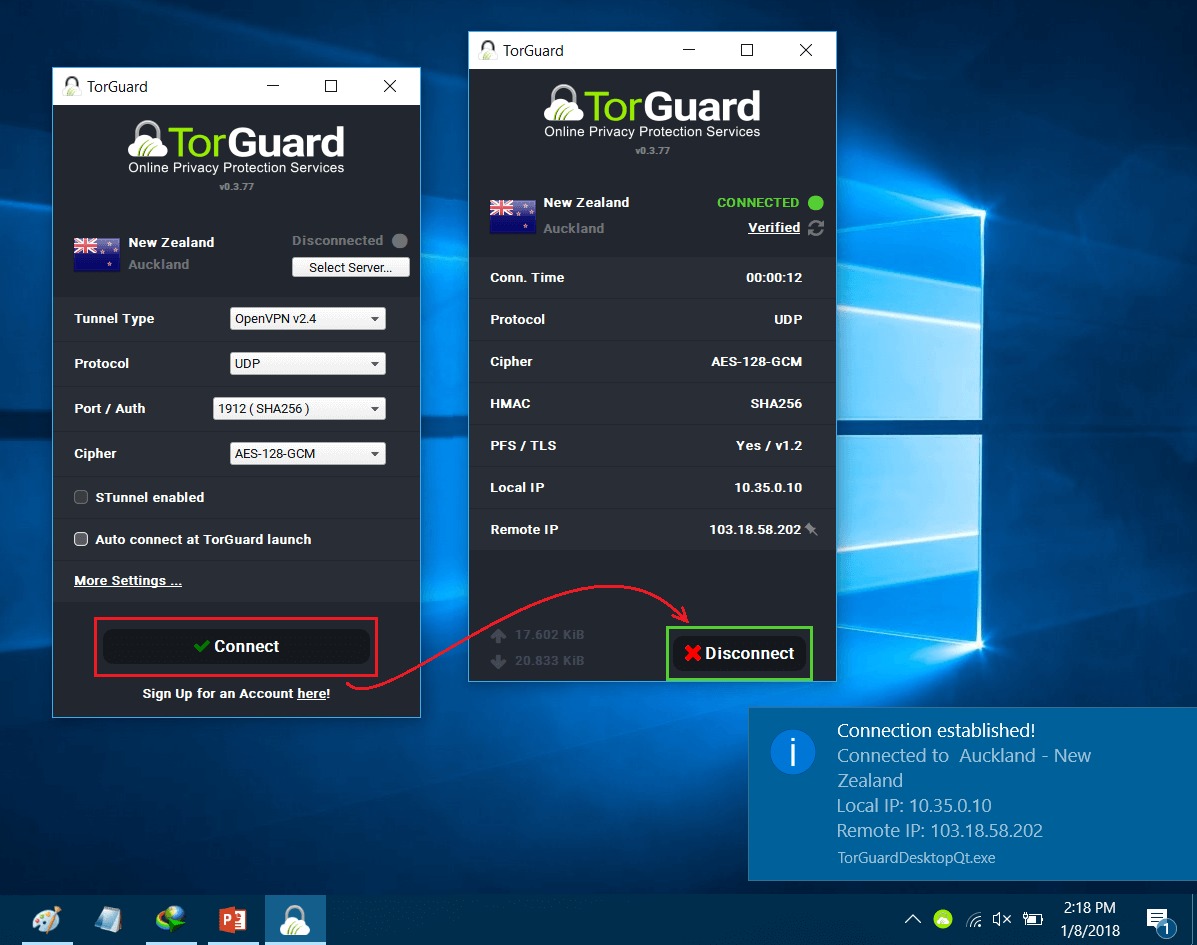 TorGuard
TorGuard
Online Privacy Protection Services
v0.3.77
New Zealand
Auckland
Disconnected
Select Server...
Tunnel Type OpenVPN v2.4
Protocol UDP
Port / Auth 1912 ( SHA256 )
Cipher AES-128-GCM
STunnel enabled
Auto connect at TorGuard launch
More Settings ...
Connect
Sign Up for an Account here!
TorGuard
TorGuard
Online Privacy Protection Services
v0.3.77
New Zealand
Auckland
CONNECTED
Verified
Conn. Time 00:00:12
Protocol UDP
Cipher AES-128-GCM
HMAC SHA256
PFS / TLS Yes / v1.2
Local IP 10.35.0.10
Remote IP 103.18.58.202
17.602 KiB
20.833 KiB
Disconnect
Connection established!
Connected to  Auckland - New
Zealand
Local IP: 10.35.0.10
Remote IP: 103.18.58.202
TorGuardDesktopQt.exe
2:18 PM
1/8/2018
1